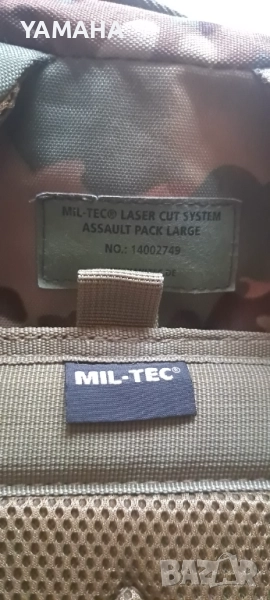 YAMAHA
MIL-TEC® LASER CUT SYSTEM
ASSAULT PACK LARGE
NO.: 14002749
MIL-TEC®